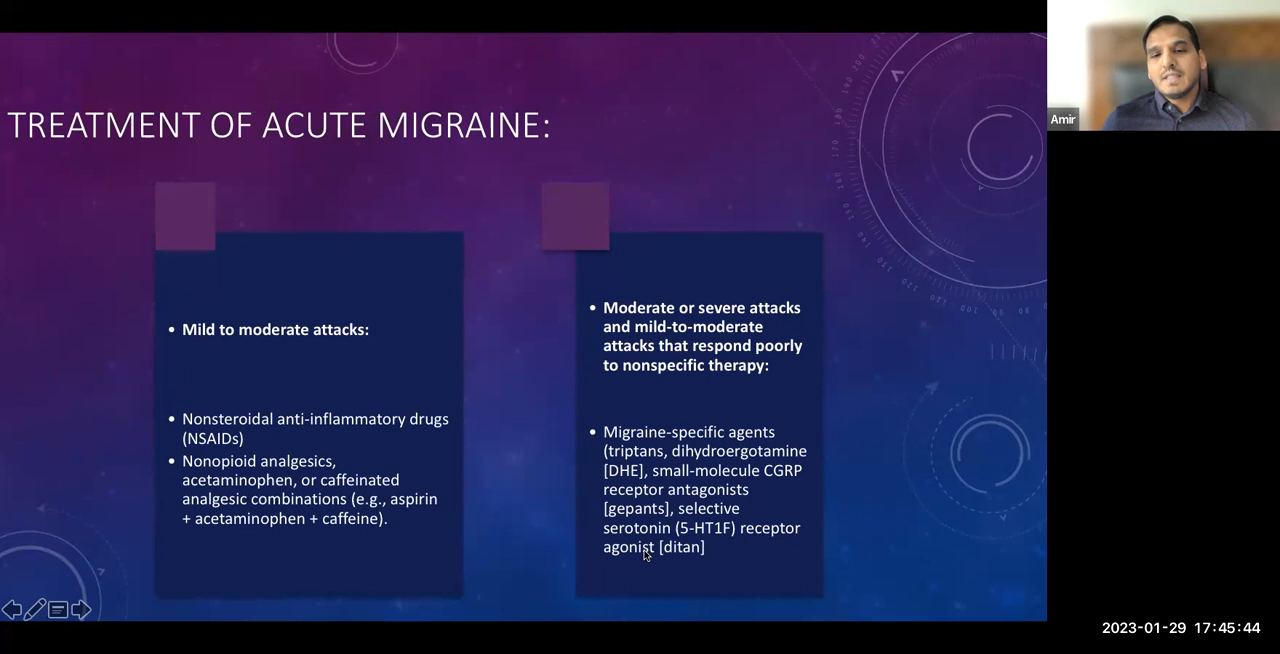 TREATMENT OF ACUTE MIGRAINE:
• Mild to moderate attacks:
• Nonsteroidal anti-inflammatory drugs
(NSAIDs)
• Nonopioid analgesics,
acetaminophen, or caffeinated
analgesic combinations (e.g., aspirin
+ acetaminophen + caffeine).
• Moderate or severe attacks
and mild-to-moderate
attacks that respond poorly
to nonspecific therapy:
• Migraine-specific agents
(triptans, dihydroergotamine
[DHE], small-molecule CGRP
receptor antagonists
[gepants], selective
serotonin (5-HT1F) receptor
agonist [ditan]
Amir
2023-01-29 17:45:44